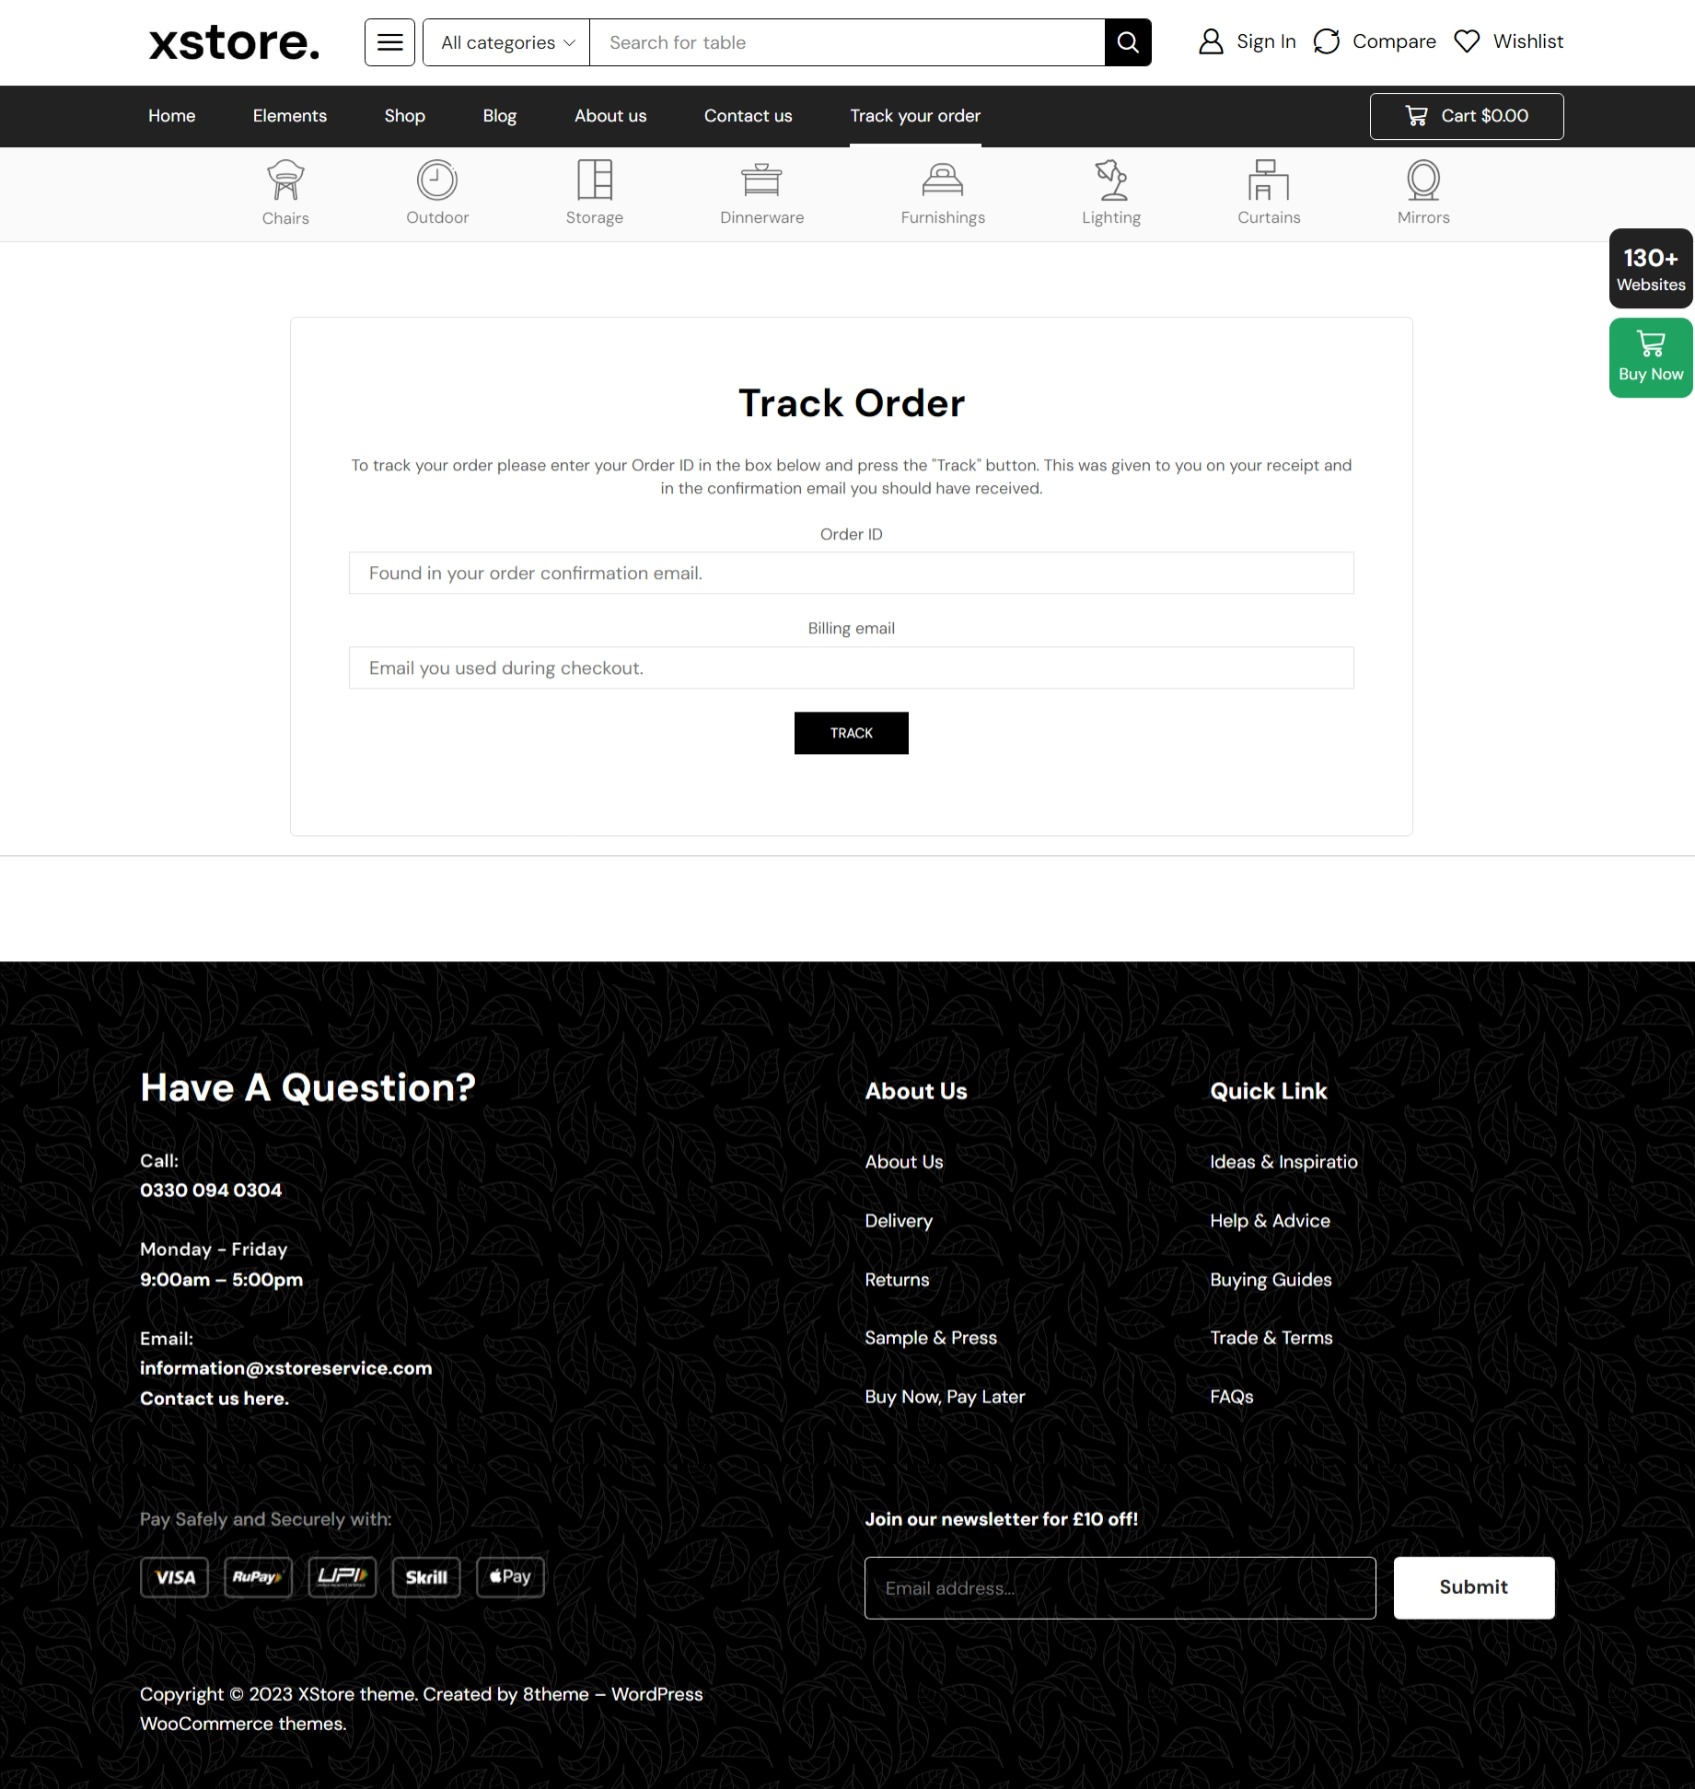 xstore.
All categories
Search for table
Sign In
Compare
Wishlist
Home
Elements
Shop
Blog
About us
Contact us
Track your order
Cart $0.00
Chairs
Outdoor
Storage
Dinnerware
Furnishings
Lighting
Curtains
Mirrors
130+
Websites
Buy Now
Track Order
To track your order please enter your Order ID in the box below and press the "Track" button. This was given to you on your receipt and
in the confirmation email you should have received.
Order ID
Found in your order confirmation email.
Billing email
Email you used during checkout.
TRACK
Have A Question?
Call:
0330 094 0304
Monday - Friday
9:00am – 5:00pm
Email:
information@xstoreservice.com
Contact us here.
About Us
About Us
Delivery
Returns
Sample & Press
Buy Now, Pay Later
Quick Link
Ideas & Inspiratio
Help & Advice
Buying Guides
Trade & Terms
FAQs
Pay Safely and Securely with:
VISA
RuPay
UPI
Skrill
Pay
Join our newsletter for £10 off!
Email address...
Submit
Copyright © 2023 XStore theme. Created by 8theme – WordPress
WooCommerce themes.